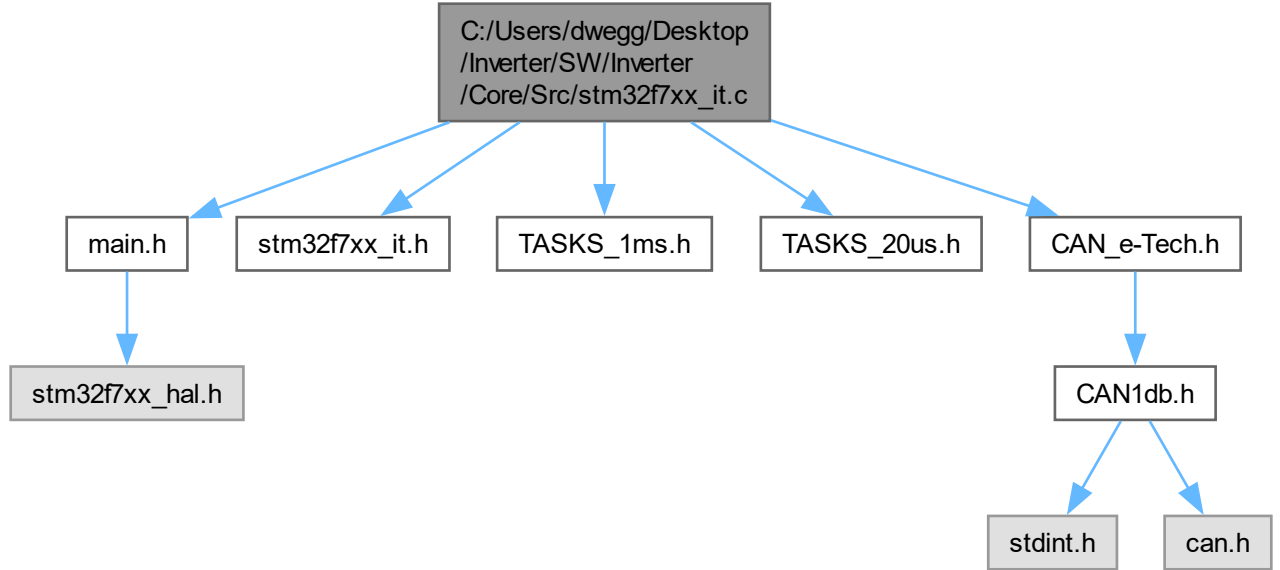 C:/Users/dwegg/Desktop
/Inverter/SW/Inverter
/Core/Src/stm32f7xx_it.c
main.h
stm32f7xx_it.h
TASKS_1ms.h
TASKS_20us.h
CAN_e-Tech.h
stm32f7xx_hal.h
CAN1db.h
stdint.h
can.h